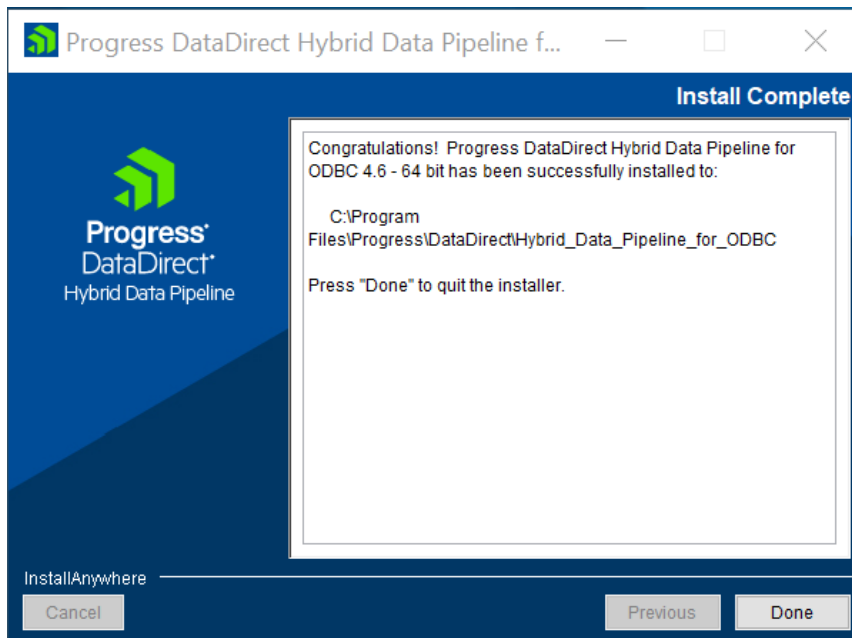 Progress DataDirect Hybrid Data Pipeline f...
Install Complete
Progress
DataDirect
Hybrid Data Pipeline
Congratulations! Progress DataDirect Hybrid Data Pipeline for
ODBC 4.6 - 64 bit has been successfully installed to:
C:\Program
Files\Progress\DataDirect\Hybrid_Data_Pipeline_for_ODBC
Press "Done" to quit the installer.
InstallAnywhere
Cancel
Previous
Done